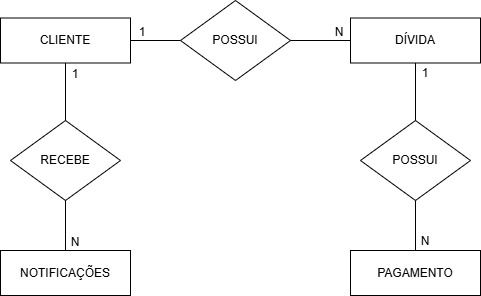 CLIENTE
1
POSSUI
N
DÍVIDA
1
1
RECEBE
POSSUI
N
N
NOTIFICAÇÕES
PAGAMENTO